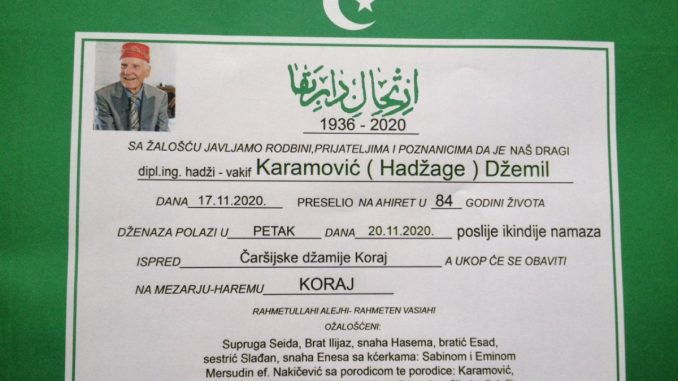 ارتحال دار بقا
1936 - 2020
SA ŽALOŠĆU JAVLJAMO RODBINI,PRIJATELJIMA I POZNANICIMA DA JE NAŠ DRAGI
dipl.ing. hadži - vakif Karamović ( Hadžage ) Džemil
DANA 17.11.2020. PRESELIO NA AHIRET U 84 GODINI ŽIVOTA
DŽENAZA POLAZI U PETAK DANA 20.11.2020. poslije ikindije namaza
ISPRED Čaršijske džamije Koraj A UKOP ĆE SE OBAVITI
NA MEZARJU-HAREMU KORAJ
RAHMETULLAHI ALEJHI- RAHMETEN VASIAHI
OŽALOŠĆENI:
Supruga Seida, Brat Ilijaz, snaha Hasema, bratić Esad,
sestrić Slađan, snaha Enesa sa kćerkama: Sabinom i Eminom
Mersudin ef. Nakičević sa porodicom te porodice: Karamović,